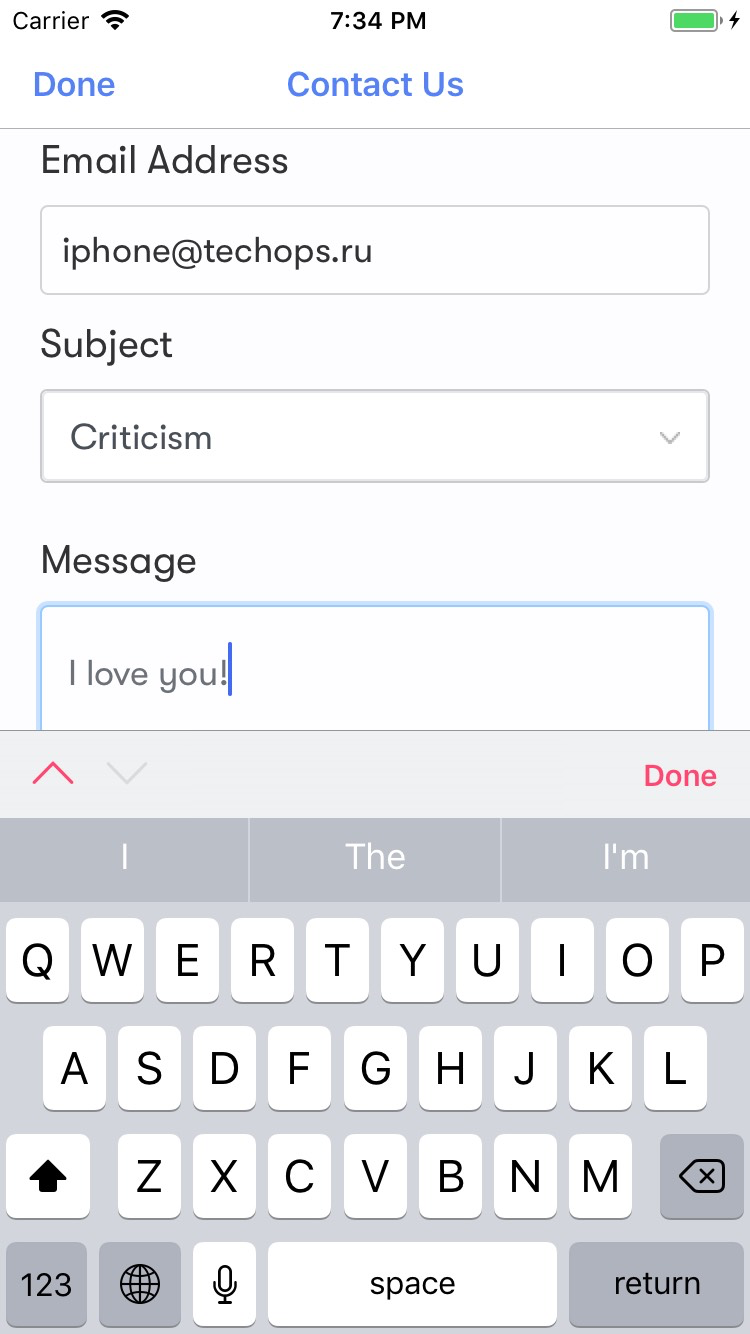 Carrier 7:34 PM
Done Contact Us
Email Address
iphone@techops.ru
Subject
Criticism
Message
I love you!
Done
I The I'm
Q W E R T Y U I O P
A S D F G H J K L
Z X C V B N M
123 space return